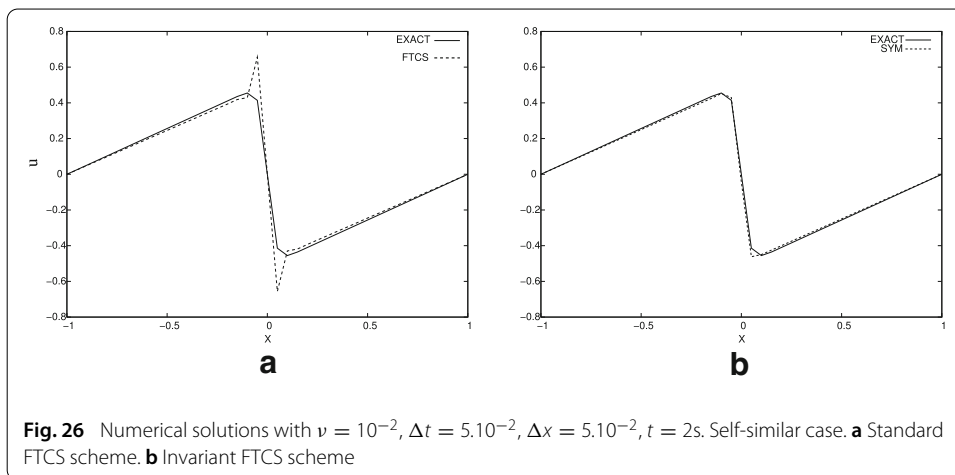 0.8
0.6
0.4
0.2
0
−0.2
−0.4
−0.6
0.8
−1
−0.5
0
0.5
1
u
X
EXACT
FTCS
a
0.8
0.6
0.4
0.2
0
−0.2
−0.4
−0.6
−0.8
−1
−0.5
0
0.5
1
X
EXACT
SYM
b
Fig. 26 Numerical solutions with ν = 10⁻², Δt = 5.10⁻², Δx = 5.10⁻², t = 2s. Self-similar case. a Standard
FTCS scheme. b Invariant FTCS scheme